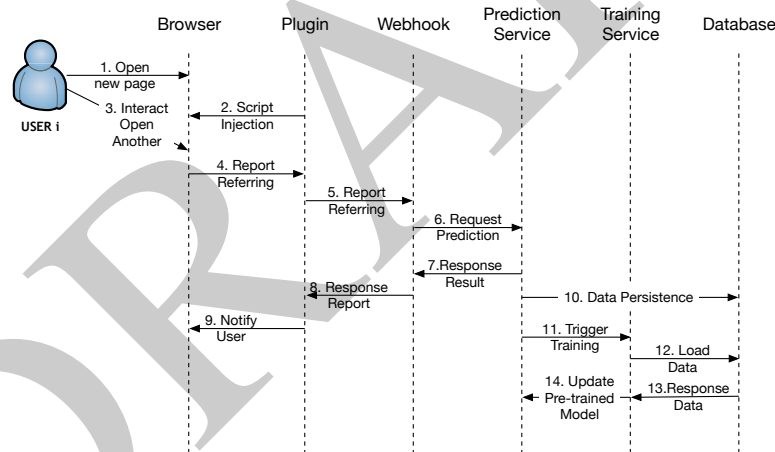 Browser
Plugin
Webhook
Prediction
Service
Training
Service
Database
USER i
1. Open
new page
2. Script
Injection
3. Interact
Open
Another
4. Report
Referring
5. Report
Referring
6. Request
Prediction
7.Response
Result
8. Response
Report
9. Notify
User
10. Data Persistence
11. Trigger
Training
12. Load
Data
13.Response
Data
14. Update
Pre-trained
Model